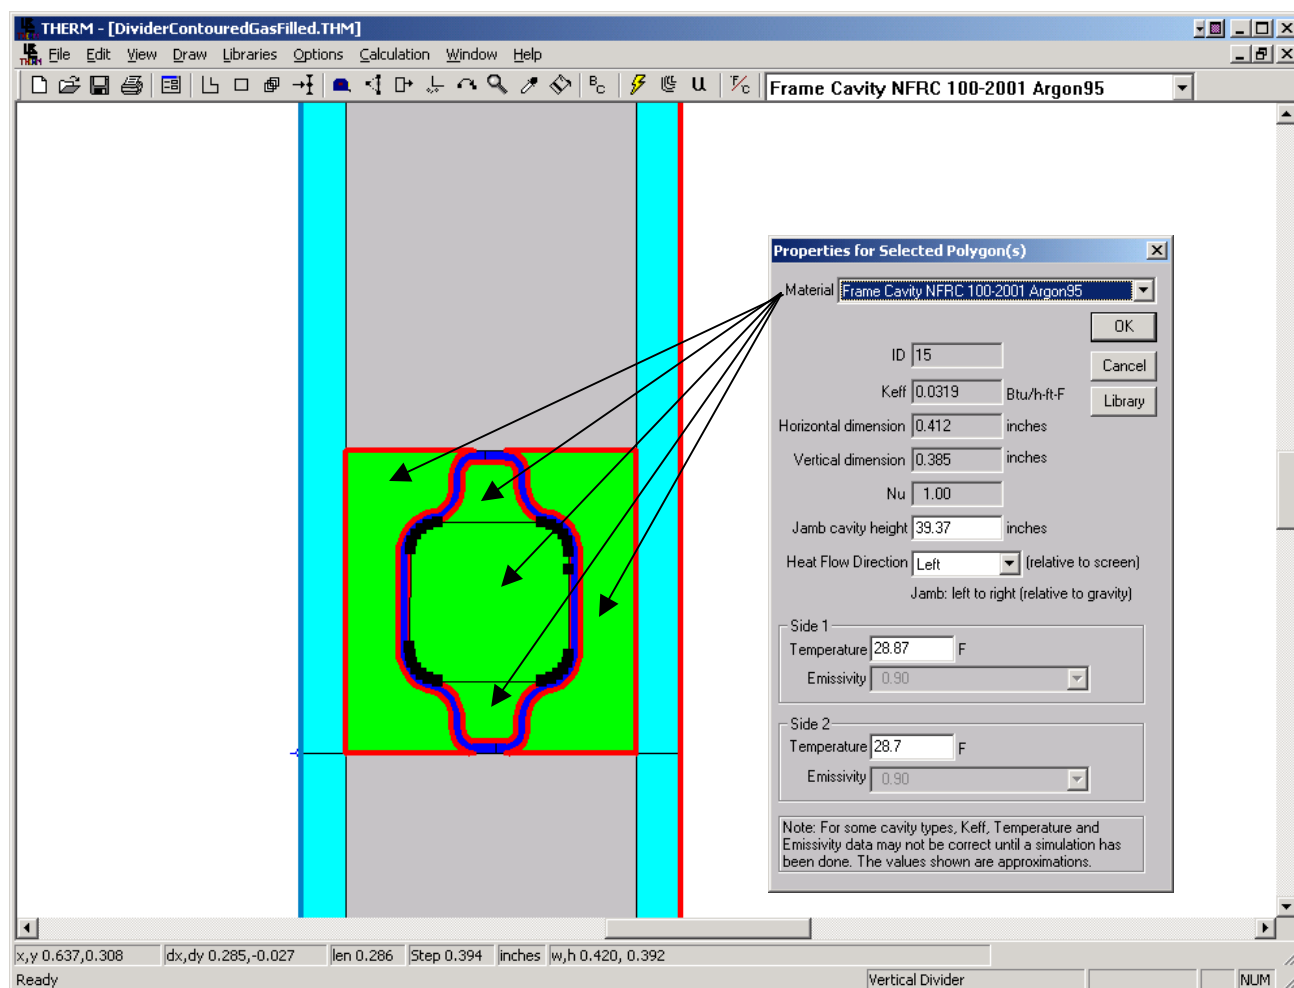 THERM - [DividerContouredGasFilled.THM]
File Edit View Draw Libraries Options Calculation Window Help
Frame Cavity NFRC 100-2001 Argon95
Properties for Selected Polygon(s)
Material Frame Cavity NFRC 100-2001 Argon95
OK
ID 15
Cancel
Keff 0.0319 Btu/h-ft-F
Library
Horizontal dimension 0.412 inches
Vertical dimension 0.385 inches
Nu 1.00
Jamb cavity height 39.37 inches
Heat Flow Direction Left (relative to screen)
Jamb: left to right (relative to gravity)
Side 1
Temperature 28.87 F
Emissivity 0.90
Side 2
Temperature 28.7 F
Emissivity 0.90
Note: For some cavity types, Keff, Temperature and
Emissivity data may not be correct until a simulation has
been done. The values shown are approximations.
x,y 0.637,0.308 dx,dy 0.285,-0.027 len 0.286 Step 0.394 inches w,h 0.420, 0.392
Ready Vertical Divider NUM